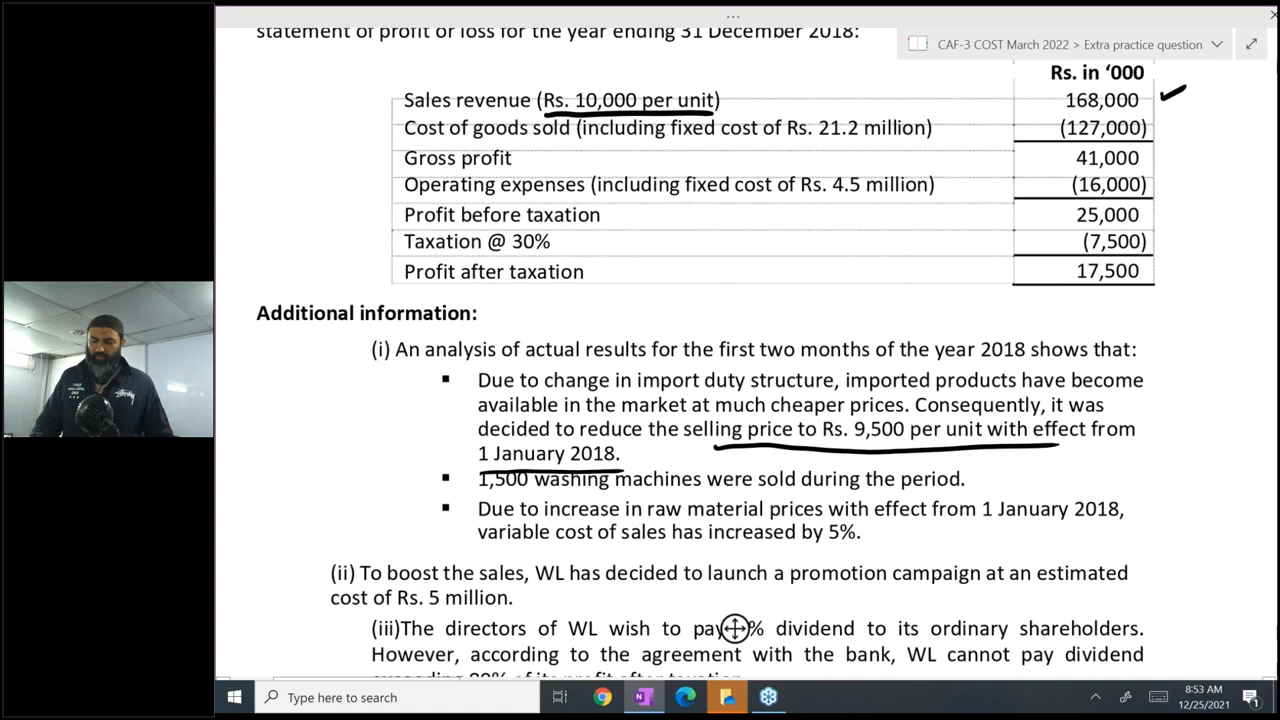 statement of profit or loss for the year ending 31 December 2018:
CAF-3 COST March 2022 > Extra practice question
Rs. in ‘000
Sales revenue (Rs. 10,000 per unit) 168,000
Cost of goods sold (including fixed cost of Rs. 21.2 million) (127,000)
Gross profit 41,000
Operating expenses (including fixed cost of Rs. 4.5 million) (16,000)
Profit before taxation 25,000
Taxation @ 30% (7,500)
Profit after taxation 17,500
Additional information:
(i) An analysis of actual results for the first two months of the year 2018 shows that:
▪ Due to change in import duty structure, imported products have become
available in the market at much cheaper prices. Consequently, it was
decided to reduce the selling price to Rs. 9,500 per unit with effect from
1 January 2018.
▪ 1,500 washing machines were sold during the period.
▪ Due to increase in raw material prices with effect from 1 January 2018,
variable cost of sales has increased by 5%.
(ii) To boost the sales, WL has decided to launch a promotion campaign at an estimated
cost of Rs. 5 million.
(iii)The directors of WL wish to pay % dividend to its ordinary shareholders.
However, according to the agreement with the bank, WL cannot pay dividend
of its profit after taxation
Type here to search
8:53 AM
12/25/2021